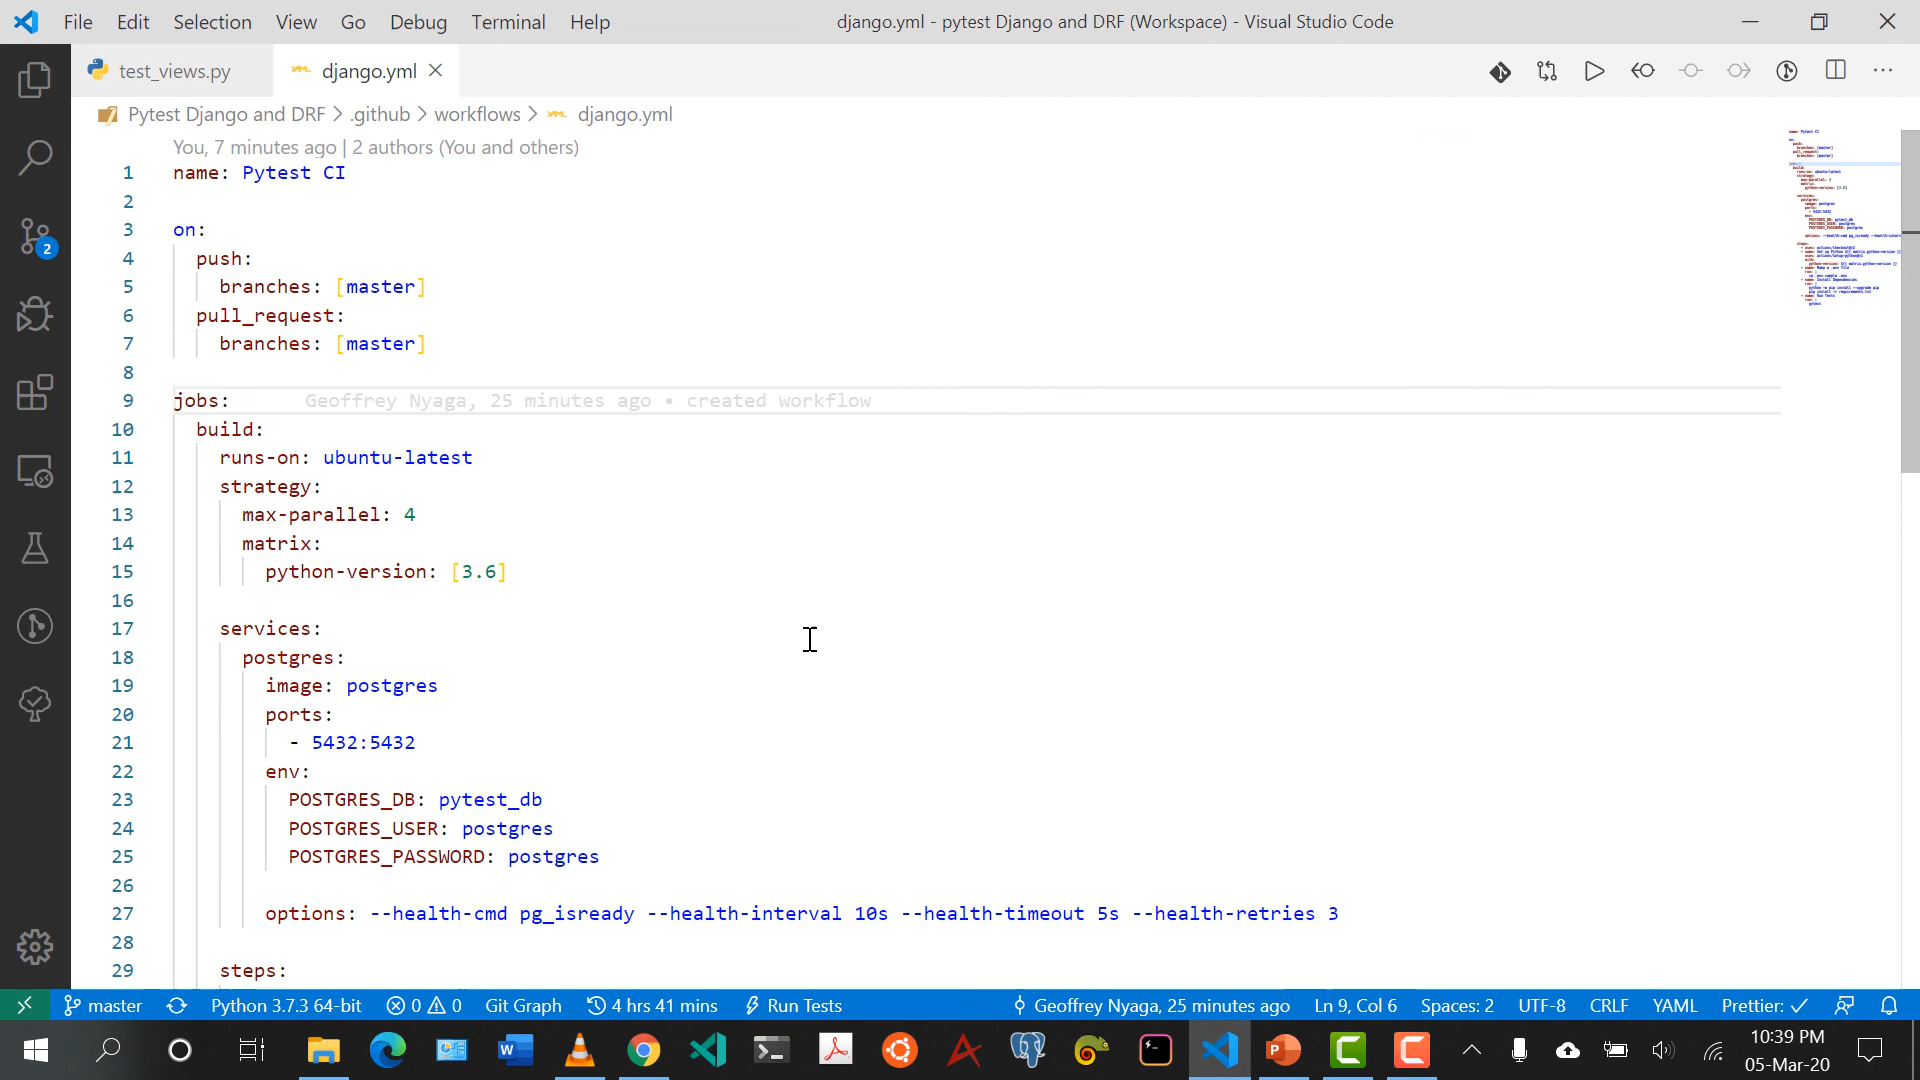 File Edit Selection View Go Debug Terminal Help
django.yml - pytest Django and DRF (Workspace) - Visual Studio Code
test_views.py
django.yml
Pytest Django and DRF > .github > workflows > django.yml
You, 7 minutes ago | 2 authors (You and others)
1 name: Pytest CI
2
3 on:
4 push:
5 branches: [master]
6 pull_request:
7 branches: [master]
8
9 jobs: Geoffrey Nyaga, 25 minutes ago • created workflow
10 build:
11 runs-on: ubuntu-latest
12 strategy:
13 max-parallel: 4
14 matrix:
15 python-version: [3.6]
16
17 services:
18 postgres:
19 image: postgres
20 ports:
21 - 5432:5432
22 env:
23 POSTGRES_DB: pytest_db
24 POSTGRES_USER: postgres
25 POSTGRES_PASSWORD: postgres
26
27 options: --health-cmd pg_isready --health-interval 10s --health-timeout 5s --health-retries 3
28
29 steps:
2
master Python 3.7.3 64-bit 0 0 Git Graph 4 hrs 41 mins Run Tests Geoffrey Nyaga, 25 minutes ago Ln 9, Col 6 Spaces: 2 UTF-8 CRLF YAML Prettier: ✓
10:39 PM
05-Mar-20